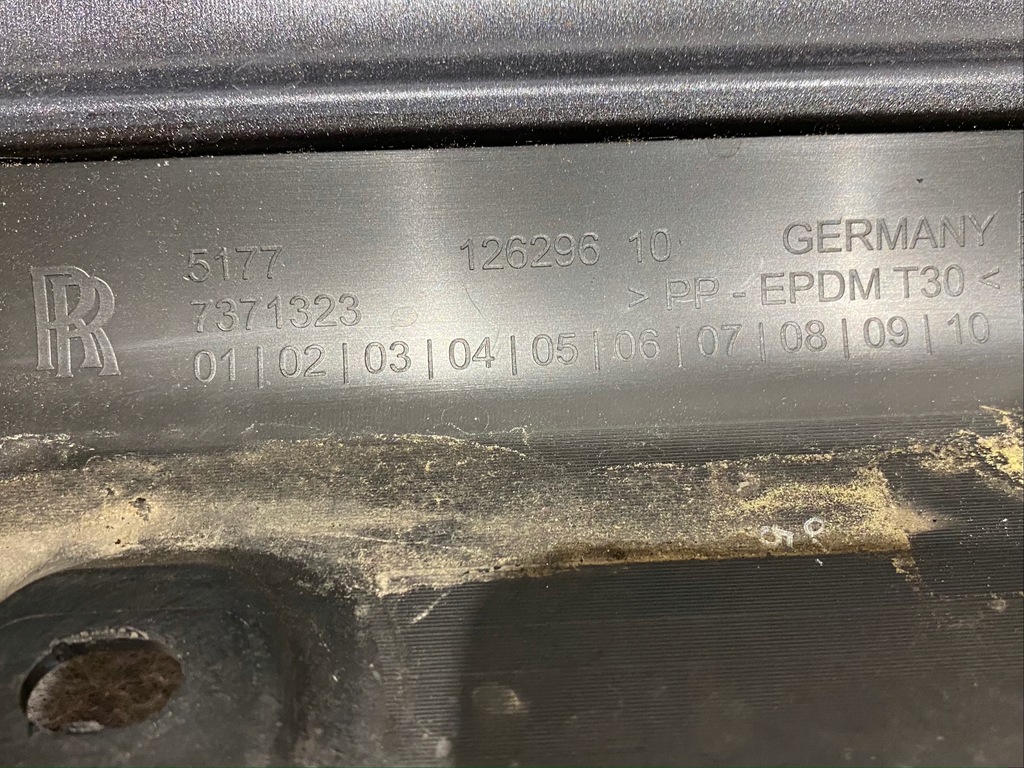 RR
5177 126296 10 GERMANY
7371323 > PP - EPDM T30 <
01 | 02 | 03 | 04 | 05 | 06 | 07 | 08 | 09 | 10